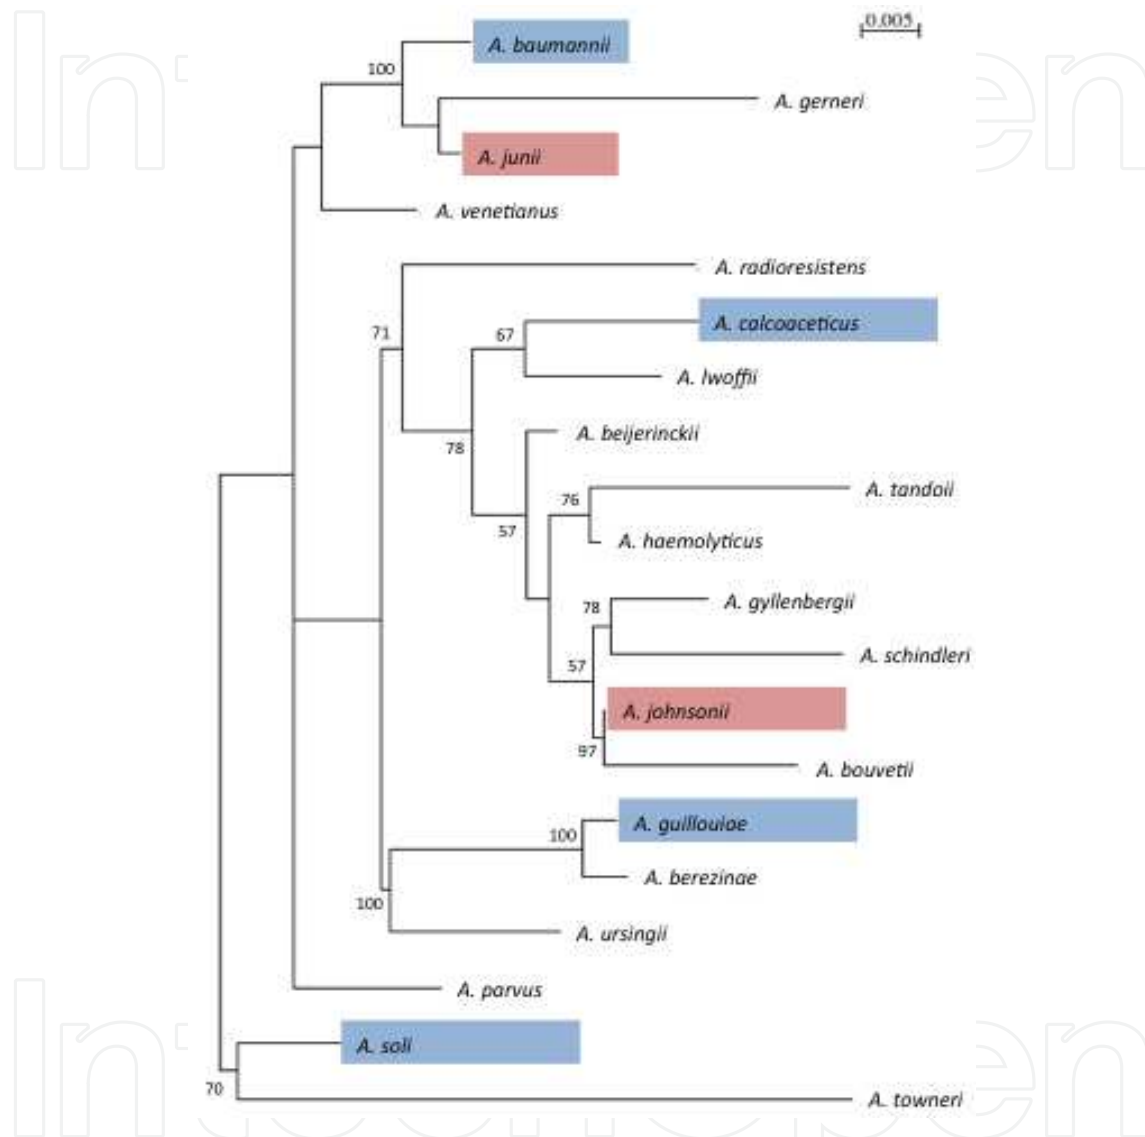 0.005
A. baumannii
100
A. gerneri
A. junii
A. venetianus
A. radioresistens
A. calcoaceticus
71
67
A. lwoffii
A. beijerinckii
78
A. tandoii
76
57
A. haemolyticus
A. gyllenbergii
78
A. schindleri
57
A. johnsonii
97
A. bouvetii
A. guillouiae
100
A. berezinae
100
A. ursingii
A. parvus
A. soli
70
A. towneri